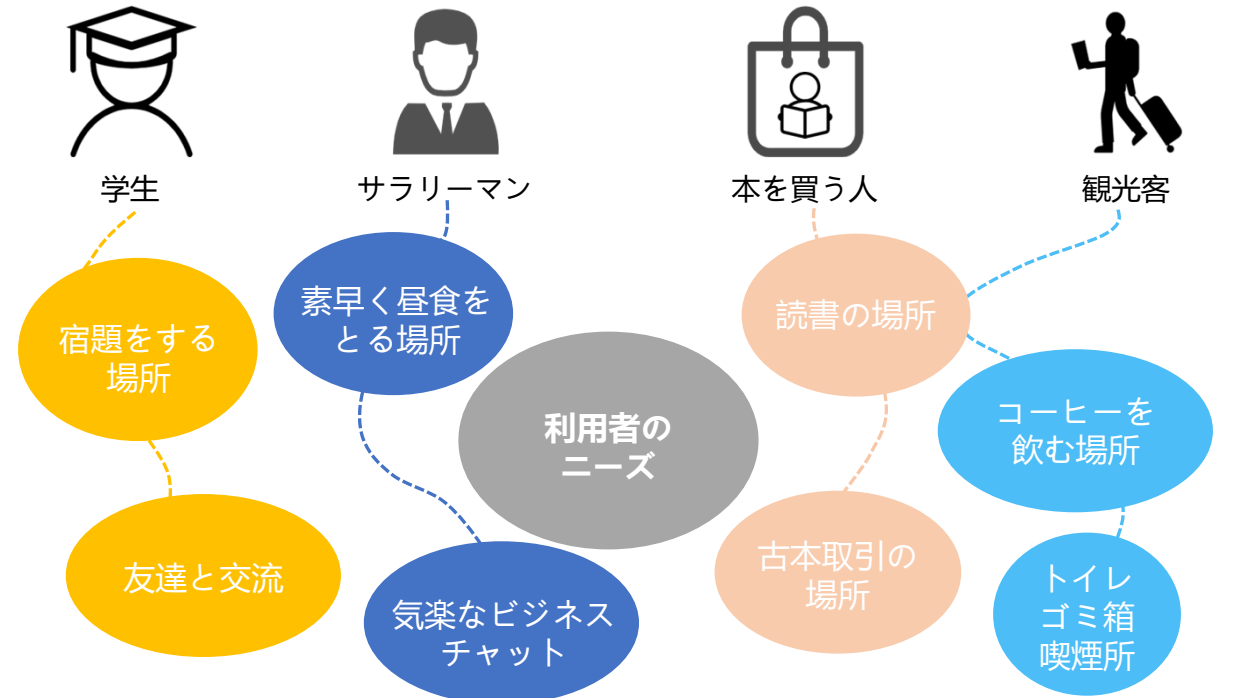 学生
サラリーマン
本を買う人
観光客
宿題をする
場所
友達と交流
素早く昼食を
とる場所
気楽なビジネス
チャット
利用者の
ニーズ
読書の場所
古本取引の
場所
コーヒーを
飲む場所
トイレ
ゴミ箱
喫煙所